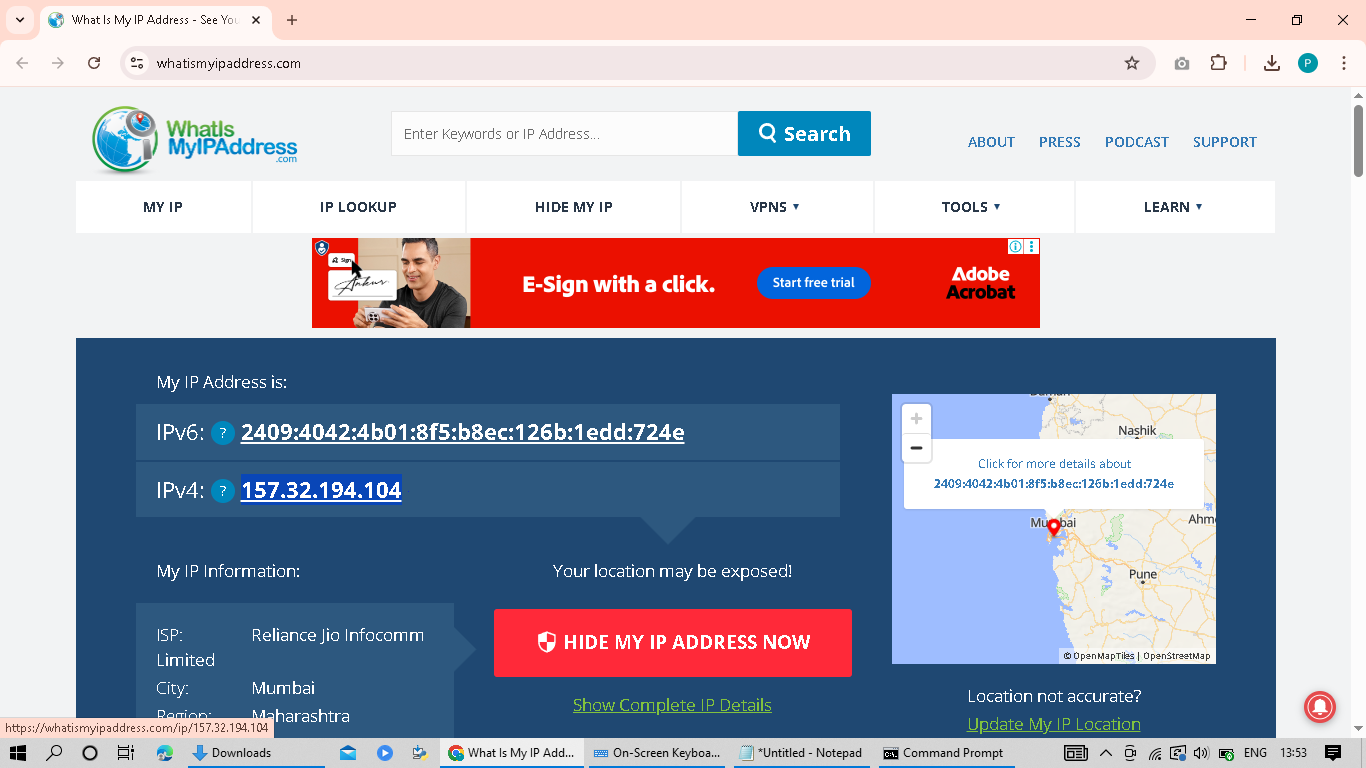 What Is My IP Address - See You
whatismyipaddress.com
P
WhatIs
MyIPAddress
.com
Enter Keywords or IP Address...
Search
ABOUT PRESS PODCAST SUPPORT
MY IP IP LOOKUP HIDE MY IP VPNS TOOLS LEARN
Sign
Ankur
E-Sign with a click.
Start free trial
Adobe
Acrobat
My IP Address is:
IPv6: ? 2409:4042:4b01:8f5:b8ec:126b:1edd:724e
IPv4: ? 157.32.194.104
My IP Information:
ISP: Reliance Jio Infocomm
Limited
City: Mumbai
Region: Maharashtra
Your location may be exposed!
HIDE MY IP ADDRESS NOW
Show Complete IP Details
+
−
Daman
Nashik
Click for more details about
2409:4042:4b01:8f5:b8ec:126b:1edd:724e
Mumbai
Ahme
Pune
© OpenMapTiles | OpenStreetMap
Location not accurate?
Update My IP Location
https://whatismyipaddress.com/ip/157.32.194.104
Downloads
What Is My IP Add...
On-Screen Keyboa...
*Untitled - Notepad
Command Prompt
ENG
13:53